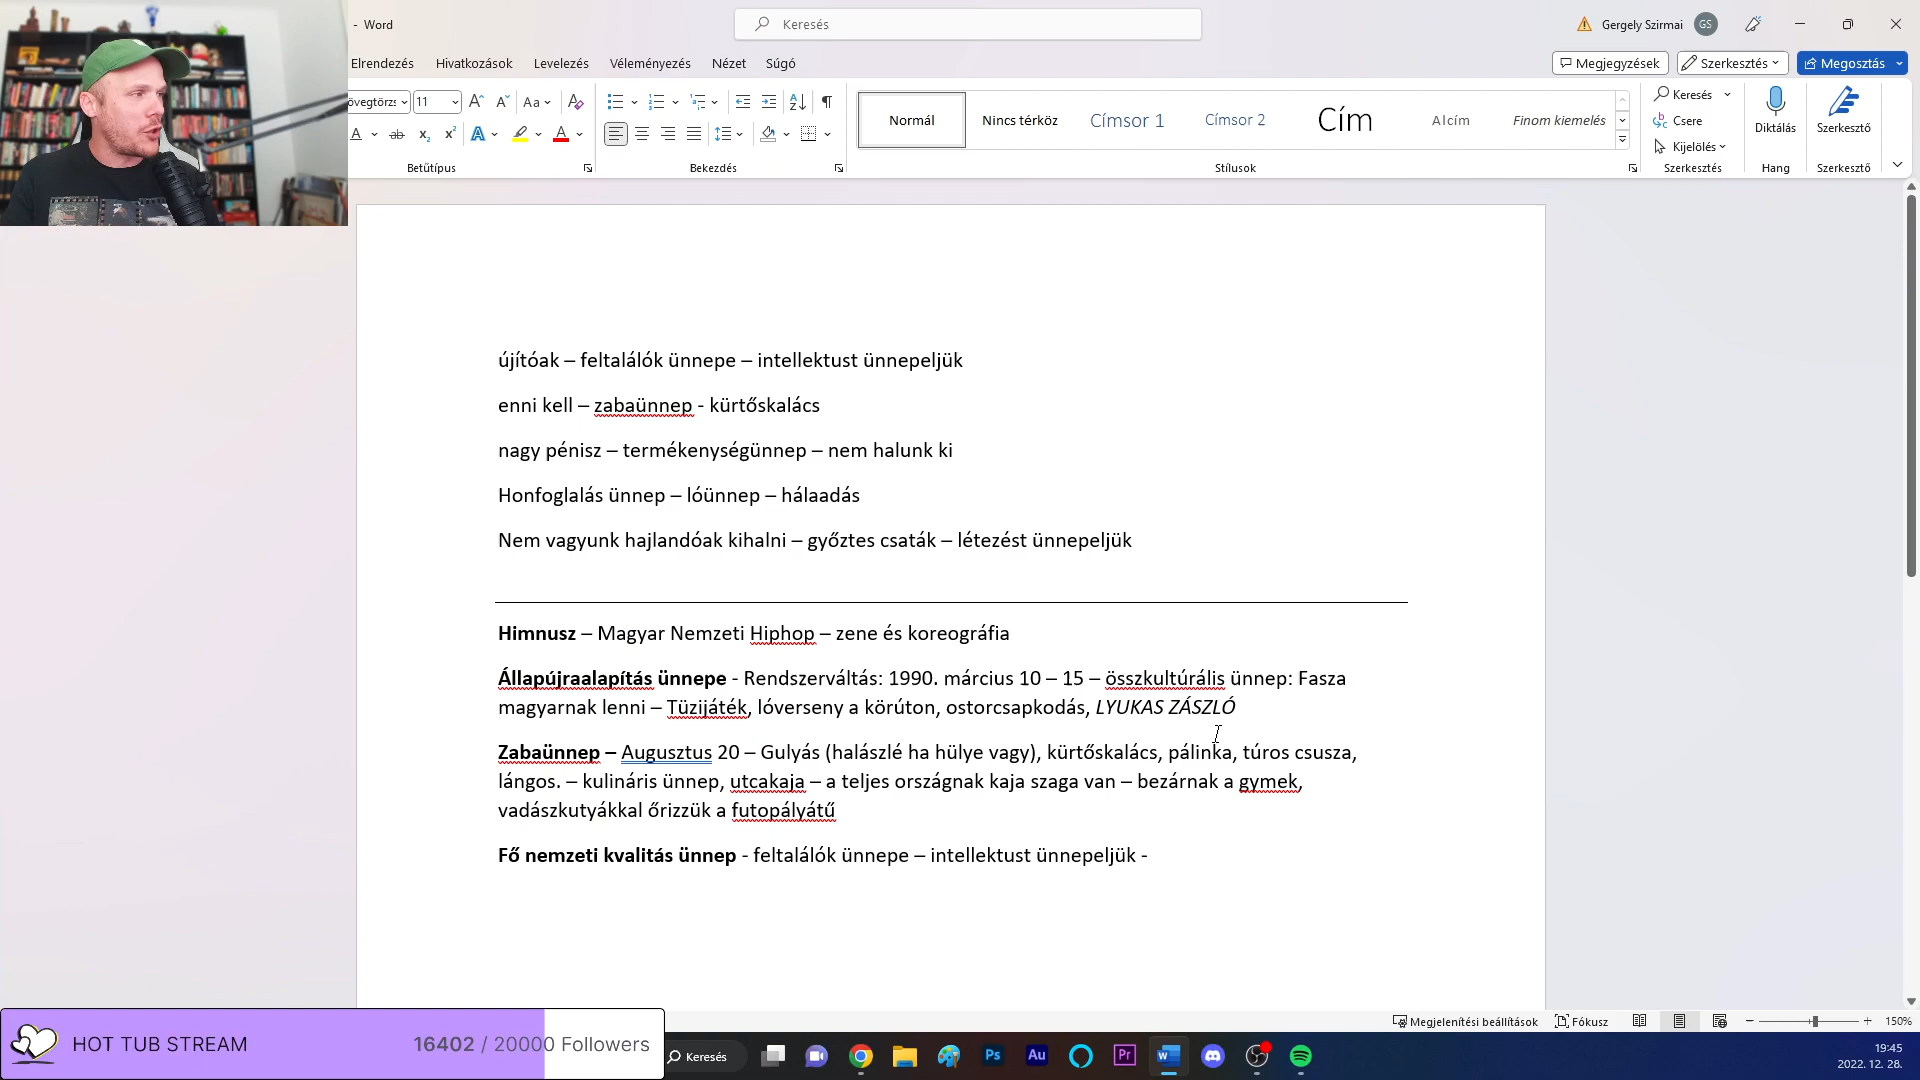 - Word
Keresés
Gergely Szirmai
GS
Elrendezés Hivatkozások Levelezés Véleményezés Nézet Súgó
Megjegyzések
Szerkesztés
Megosztás
övegtörzs
11
Aa
Betűtípus
Bekezdés
Normál
Nincs térköz
Címsor 1
Címsor 2
Cím
Alcím
Finom kiemelés
Stílusok
Keresés
Csere
Kijelölés
Szerkesztés
Diktálás
Hang
Szerkesztő
Szerkesztő
újítóak – feltalálók ünnepe – intellektust ünnepeljük
enni kell – zabaünnep - kürtőskalács
nagy pénisz – termékenységünnep – nem halunk ki
Honfoglalás ünnep – lóünnep – hálaadás
Nem vagyunk hajlandóak kihalni – győztes csaták – létezést ünnepeljük
Himnusz – Magyar Nemzeti Hiphop – zene és koreográfia
Állapújraalapítás ünnepe - Rendszerváltás: 1990. március 10 – 15 – összkultúrális ünnep: Fasza
magyarnak lenni – Tüzijáték, lóverseny a körúton, ostorcsapkodás, LYUKAS ZÁSZLÓ
Zabaünnep – Augusztus 20 – Gulyás (halászlé ha hülye vagy), kürtőskalács, pálinka, túros csusza,
lángos. – kulináris ünnep, utcakaja – a teljes országnak kaja szaga van – bezárnak a gymek,
vadászkutyákkal őrizzük a futopályátű
Fő nemzeti kvalitás ünnep - feltalálók ünnepe – intellektust ünnepeljük -
Megjelenítési beállítások
Fókusz
150%
HOT TUB STREAM
16402 / 20000 Followers
Keresés
Ps
Au
Pr
19:45
2022. 12. 28.